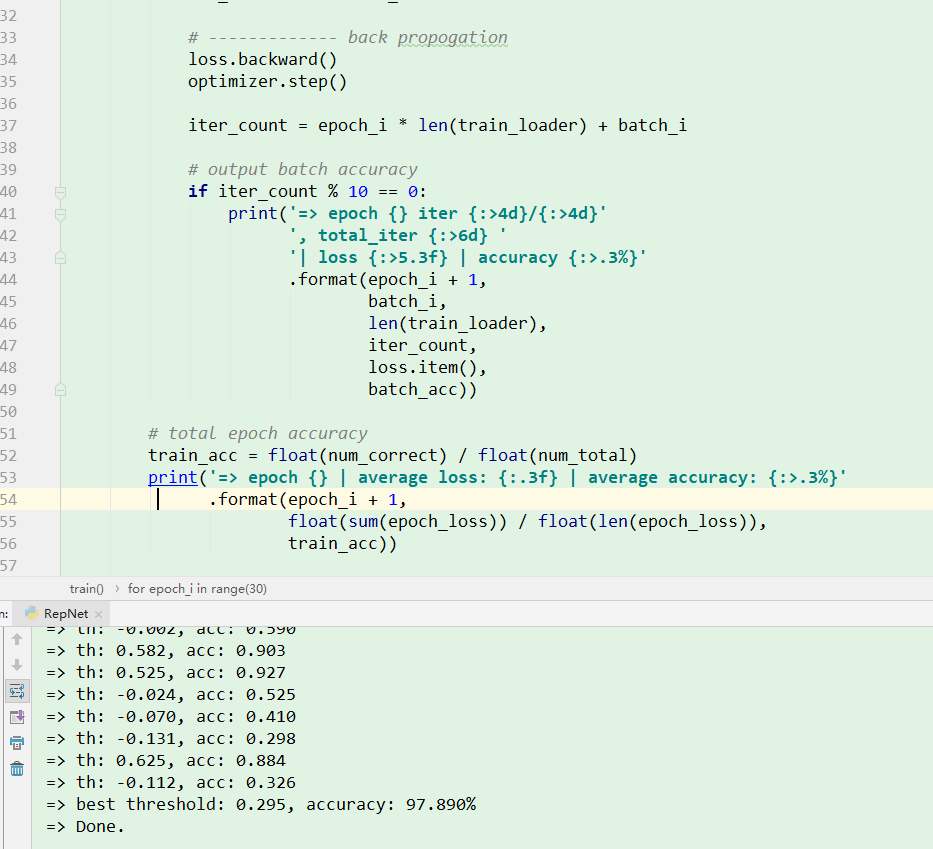 32
33 # ------------- back propogation
34 loss.backward()
35 optimizer.step()
36
37 iter_count = epoch_i * len(train_loader) + batch_i
38
39 # output batch accuracy
40 if iter_count % 10 == 0:
41 print('=> epoch {} iter {:>4d}/{:>4d}'
42 ', total_iter {:>6d} '
43 '| loss {:>5.3f} | accuracy {:>.3%}'
44 .format(epoch_i + 1,
45 batch_i,
46 len(train_loader),
47 iter_count,
48 loss.item(),
49 batch_acc))
50
51 # total epoch accuracy
52 train_acc = float(num_correct) / float(num_total)
53 print('=> epoch {} | average loss: {:.3f} | average accuracy: {:>.3%}'
54 .format(epoch_i + 1,
55 float(sum(epoch_loss)) / float(len(epoch_loss)),
56 train_acc))
57
train() › for epoch_i in range(30)
n: RepNet ×
=> th: -0.002, acc: 0.590
=> th: 0.582, acc: 0.903
=> th: 0.525, acc: 0.927
=> th: -0.024, acc: 0.525
=> th: -0.070, acc: 0.410
=> th: -0.131, acc: 0.298
=> th: 0.625, acc: 0.884
=> th: -0.112, acc: 0.326
=> best threshold: 0.295, accuracy: 97.890%
=> Done.